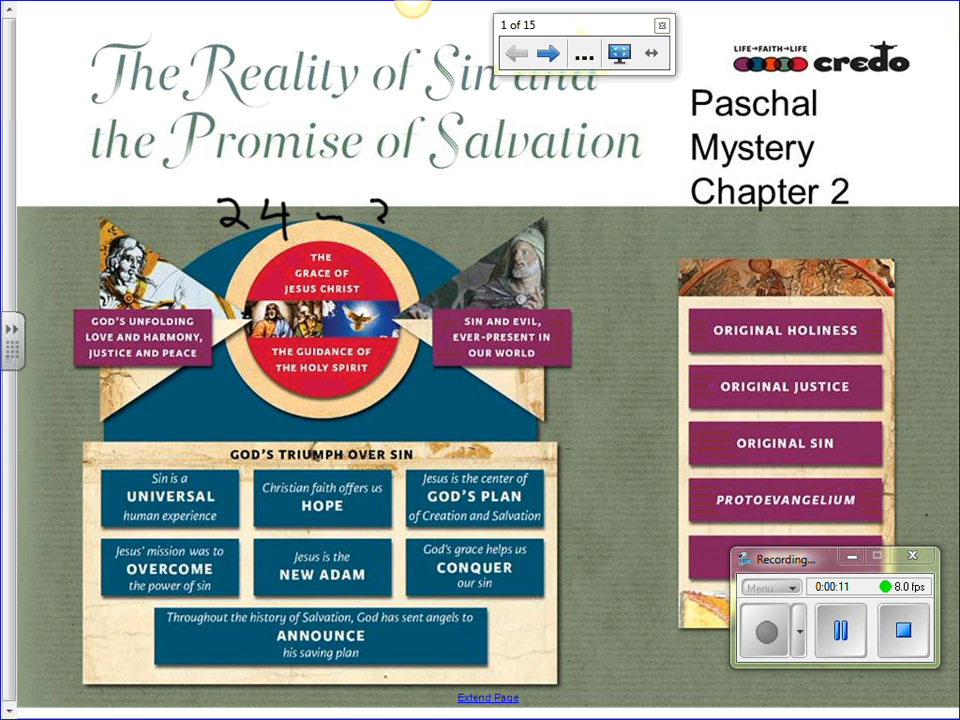 1 of 15
The Reality of Sin and
the Promise of Salvation
LIFE→FAITH→LIFE
credo
Paschal
Mystery
Chapter 2
24 - ?
THE
GRACE OF
JESUS CHRIST
GOD'S UNFOLDING
LOVE AND HARMONY,
JUSTICE AND PEACE
SIN AND EVIL,
EVER-PRESENT IN
OUR WORLD
THE GUIDANCE OF
THE HOLY SPIRIT
GOD'S TRIUMPH OVER SIN
Sin is a
UNIVERSAL
human experience
Christian faith offers us
HOPE
Jesus is the center of
GOD'S PLAN
of Creation and Salvation
Jesus' mission was to
OVERCOME
the power of sin
Jesus is the
NEW ADAM
God's grace helps us
CONQUER
our sin
Throughout the history of Salvation, God has sent angels to
ANNOUNCE
his saving plan
ORIGINAL HOLINESS
ORIGINAL JUSTICE
ORIGINAL SIN
PROTOEVANGELIUM
Recording...
Menu
0:00:11
8.0 fps
Extend Page